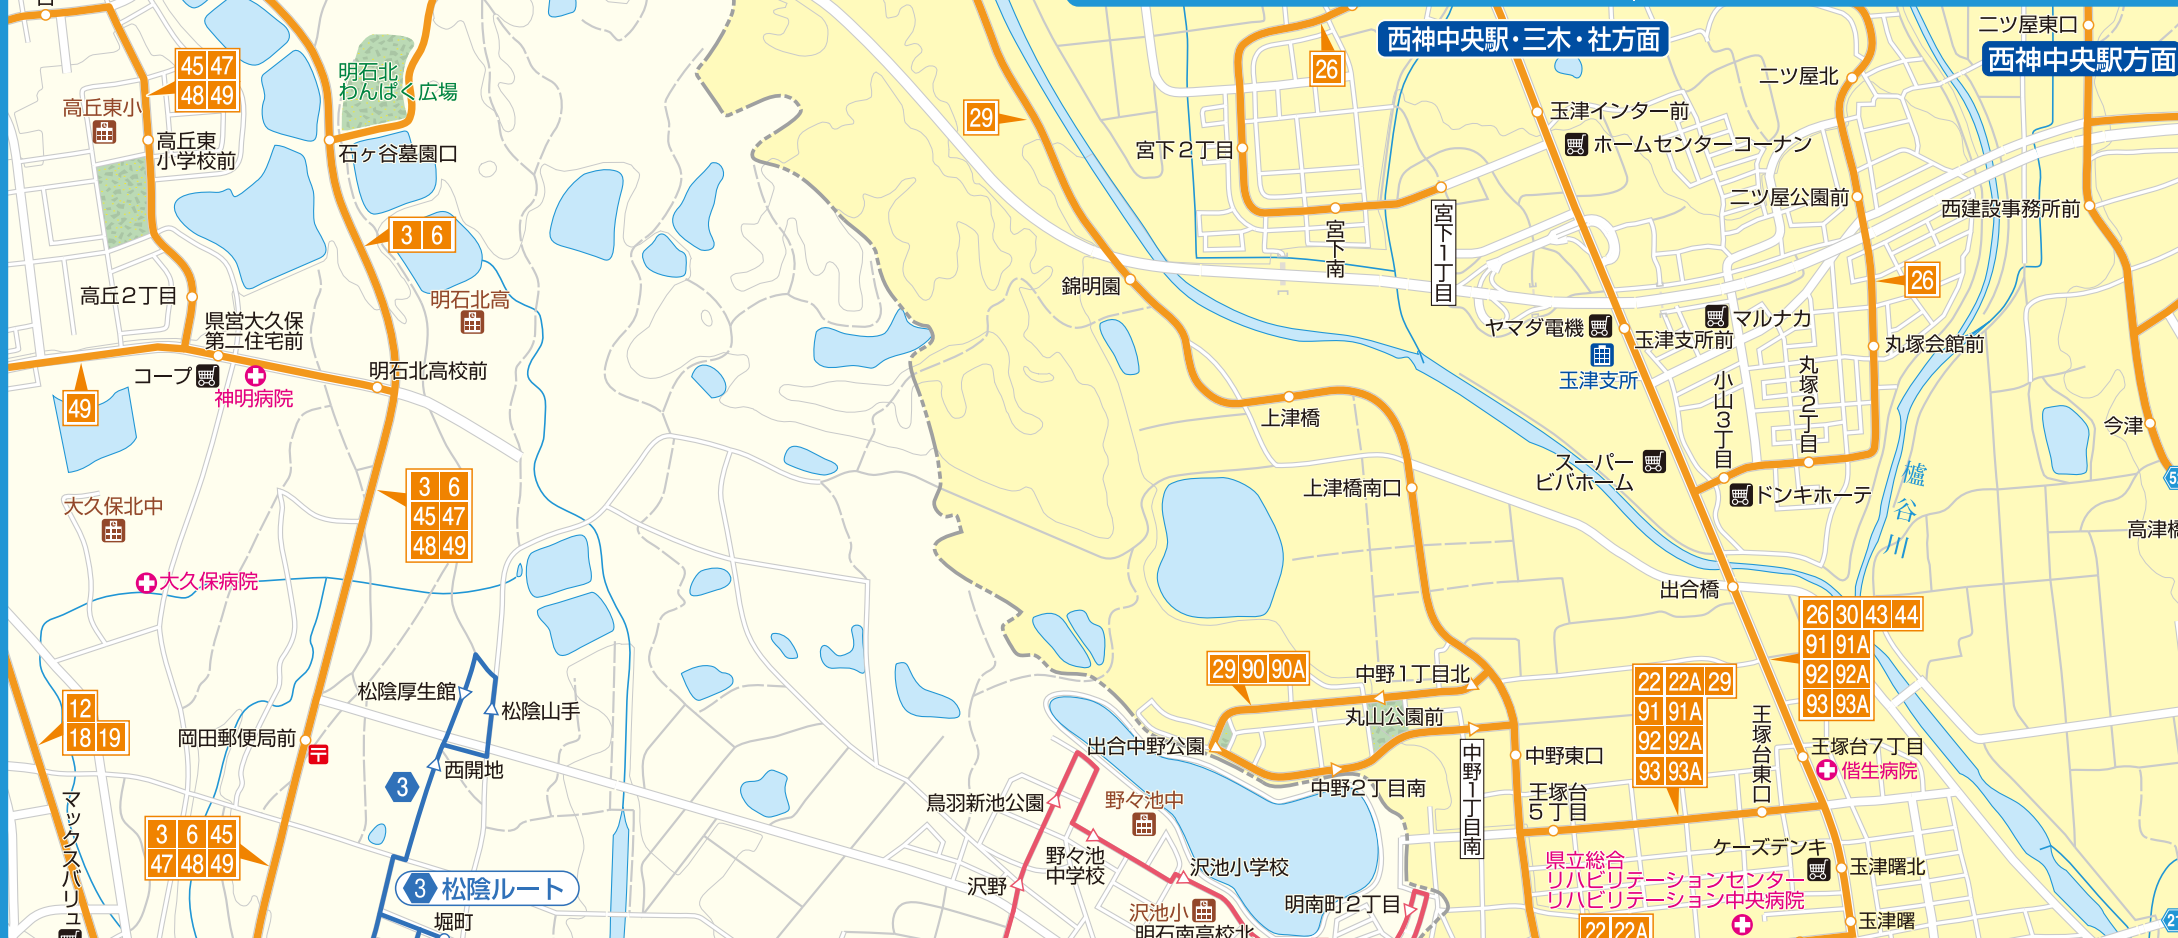 西神中央駅・三木・社方面
二ツ屋東口
西神中央駅方面
45 47
48 49
明石北
わんぱく広場
高丘東小
高丘東
小学校前
石ヶ谷墓園口
3 6
29
26
宮下2丁目
宮下南
宮下1丁目
玉津インター前
ホームセンターコーナン
二ツ屋北
二ツ屋公園前
西建設事務所前
26
高丘2丁目
明石北高
県営大久保
第二住宅前
コープ
神明病院
明石北高校前
49
錦明園
ヤマダ電機
玉津支所前
玉津支所
マルナカ
丸塚会館前
丸塚2丁目
小山3丁目
今津
上津橋
上津橋南口
スーパー
ビバホーム
ドンキホーテ
櫨谷川
高津橋
大久保北中
3 6
45 47
48 49
大久保病院
出合橋
26 30 43 44
91 91A
92 92A
93 93A
12
18 19
松陰厚生館
松陰山手
岡田郵便局前
西開地
3
29 90 90A
中野1丁目北
丸山公園前
出合中野公園
中野2丁目南
中野1丁目南
中野東口
22 22A 29
91 91A
92 92A
93 93A
王塚台東口
王塚台7丁目
偕生病院
王塚台
5丁目
マックスバリュ
3 6 45
47 48 49
鳥羽新池公園
野々池中
野々池
中学校
沢池小学校
沢野
沢池小
明石南高校北
明南町2丁目
3 松陰ルート
堀町
ケーズデンキ
玉津曙北
県立総合
リハビリテーションセンター
リハビリテーション中央病院
玉津曙
22 22A